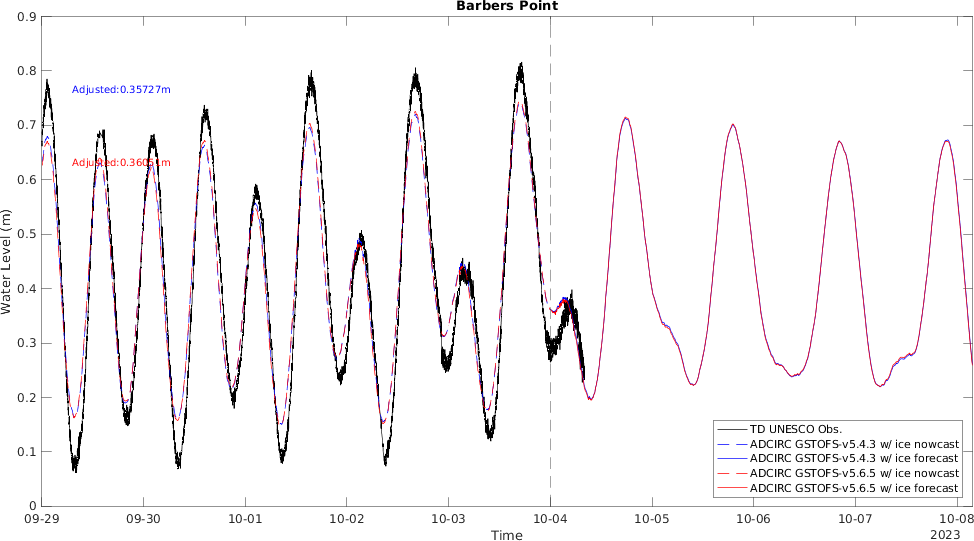 Barbers Point
0.9
0.8
0.7
0.6
0.5
0.4
0.3
0.2
0.1
0
Water Level (m)
Adjusted:0.35727m
Adjusted:0.36051m
09-29
09-30
10-01
10-02
10-03
10-04
10-05
10-06
10-07
10-08
Time
2023
TD UNESCO Obs.
ADCIRC GSTOFS-v5.4.3 w/ ice nowcast
ADCIRC GSTOFS-v5.4.3 w/ ice forecast
ADCIRC GSTOFS-v5.6.5 w/ ice nowcast
ADCIRC GSTOFS-v5.6.5 w/ ice forecast